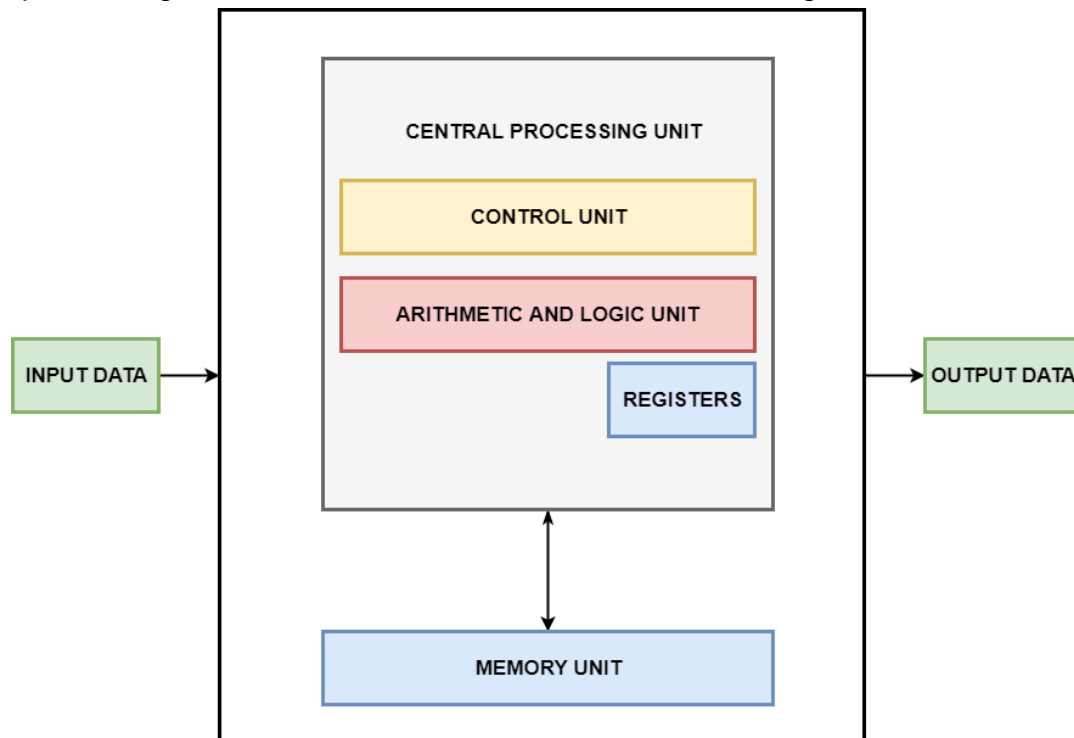 CENTRAL PROCESSING UNIT
CONTROL UNIT
ARITHMETIC AND LOGIC UNIT
INPUT DATA
OUTPUT DATA
REGISTERS
MEMORY UNIT